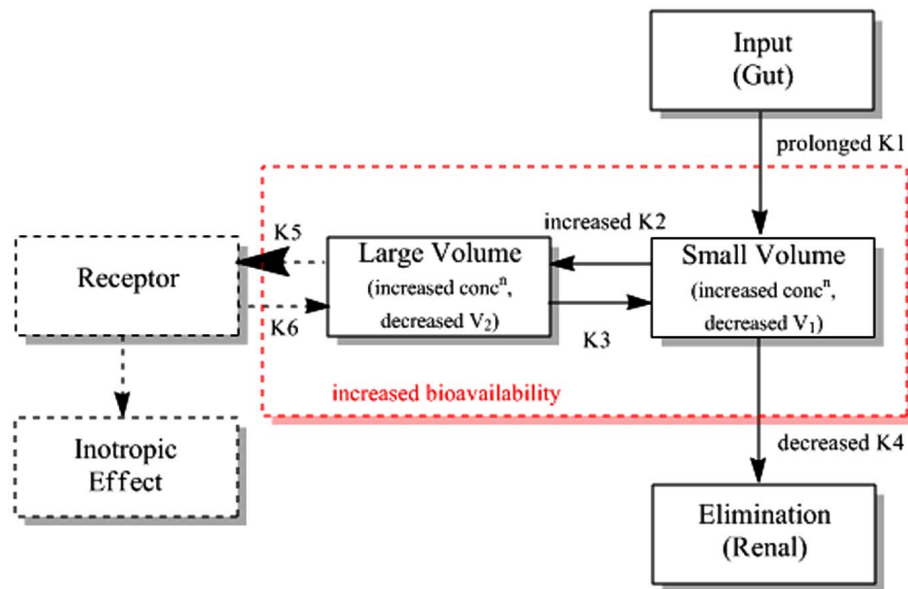 Input
(Gut)
prolonged K1
increased K2
K5
Large Volume
(increased concⁿ,
decreased V₂)
Small Volume
(increased concⁿ,
decreased V₁)
Receptor
K6
K3
increased bioavailability
Inotropic
Effect
decreased K4
Elimination
(Renal)